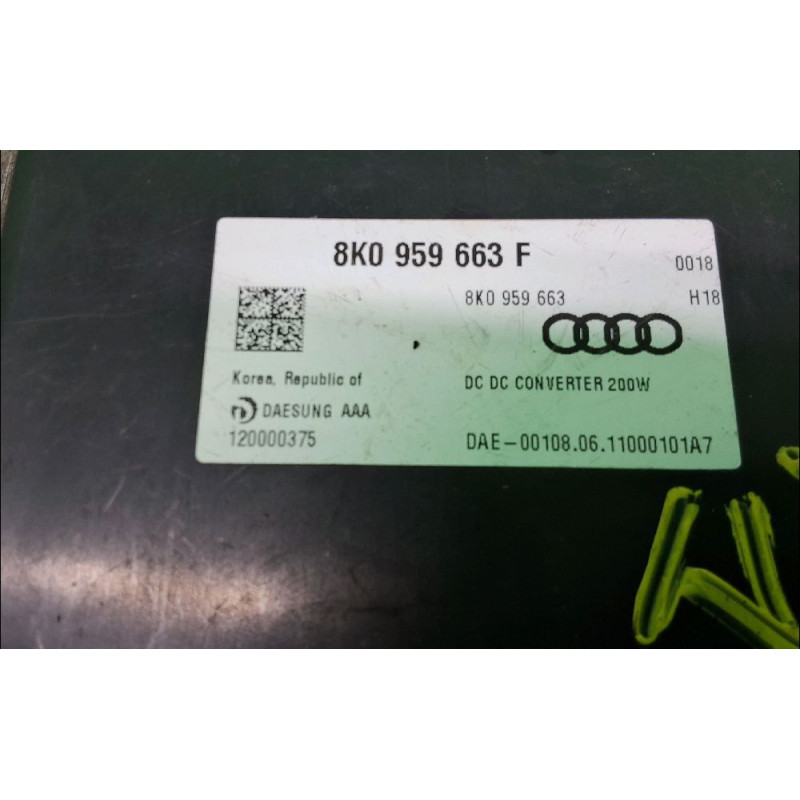 8K0 959 663 F
0018
8K0 959 663
H18
Korea, Republic of
DC DC CONVERTER 200W
DAESUNG AAA
120000375
DAE-00108.06.11000101A7